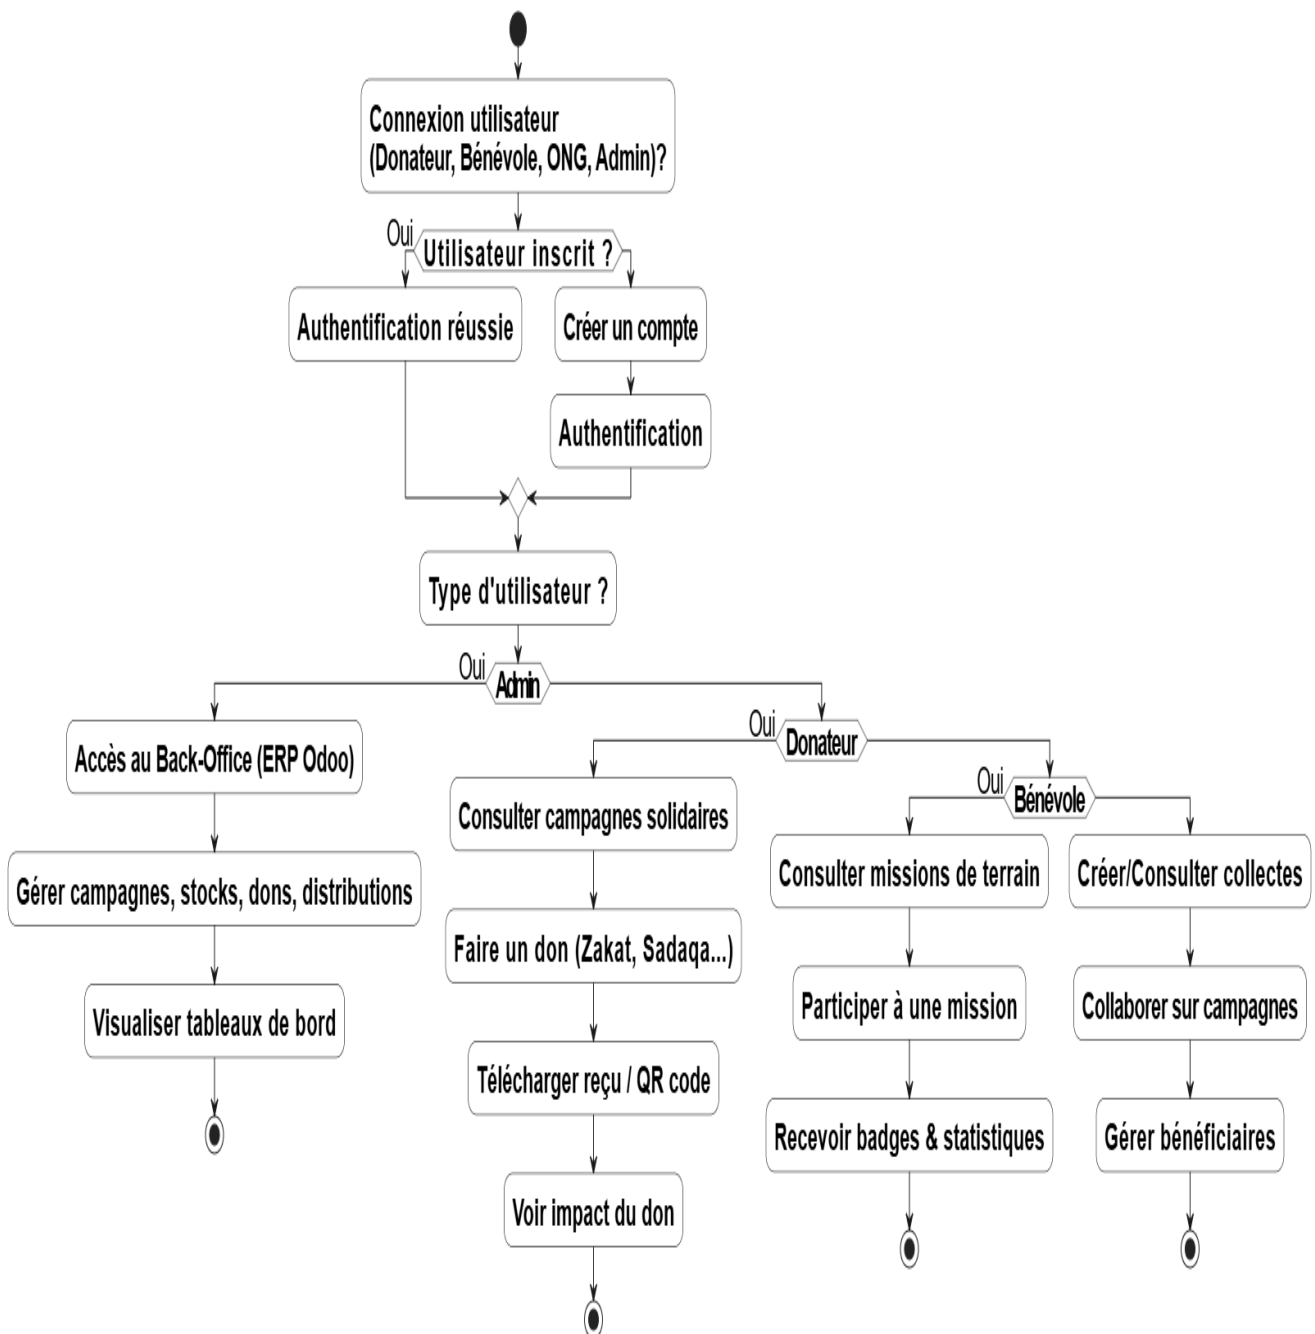 Connexion utilisateur
(Donateur, Bénévole, ONG, Admin)?
Oui
Utilisateur inscrit ?
Authentification réussie
Créer un compte
Authentification
Type d'utilisateur ?
Oui
Admin
Accès au Back-Office (ERP Odoo)
Gérer campagnes, stocks, dons, distributions
Visualiser tableaux de bord
Oui
Donateur
Consulter campagnes solidaires
Faire un don (Zakat, Sadaqa...)
Télécharger reçu / QR code
Voir impact du don
Oui
Bénévole
Consulter missions de terrain
Participer à une mission
Recevoir badges & statistiques
Créer/Consulter collectes
Collaborer sur campagnes
Gérer bénéficiaires